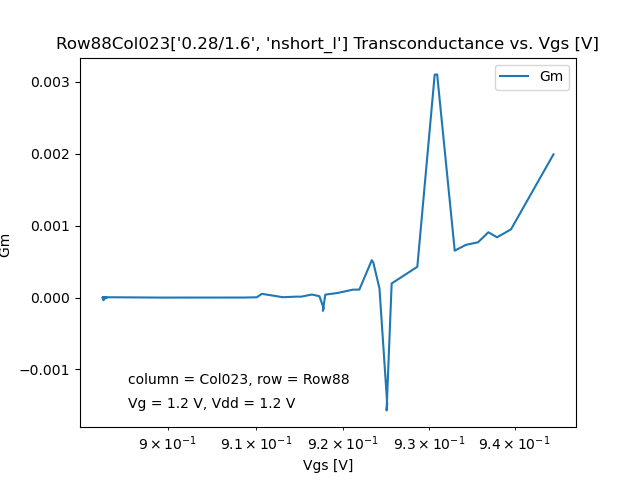 Row88Col023['0.28/1.6', 'nshort_l'] Transconductance vs. Vgs [V]
Gm
0.003
0.002
0.001
0.000
−0.001
Gm
column = Col023, row = Row88
Vg = 1.2 V, Vdd = 1.2 V
9 × 10⁻¹ 9.1 × 10⁻¹ 9.2 × 10⁻¹ 9.3 × 10⁻¹ 9.4 × 10⁻¹
Vgs [V]